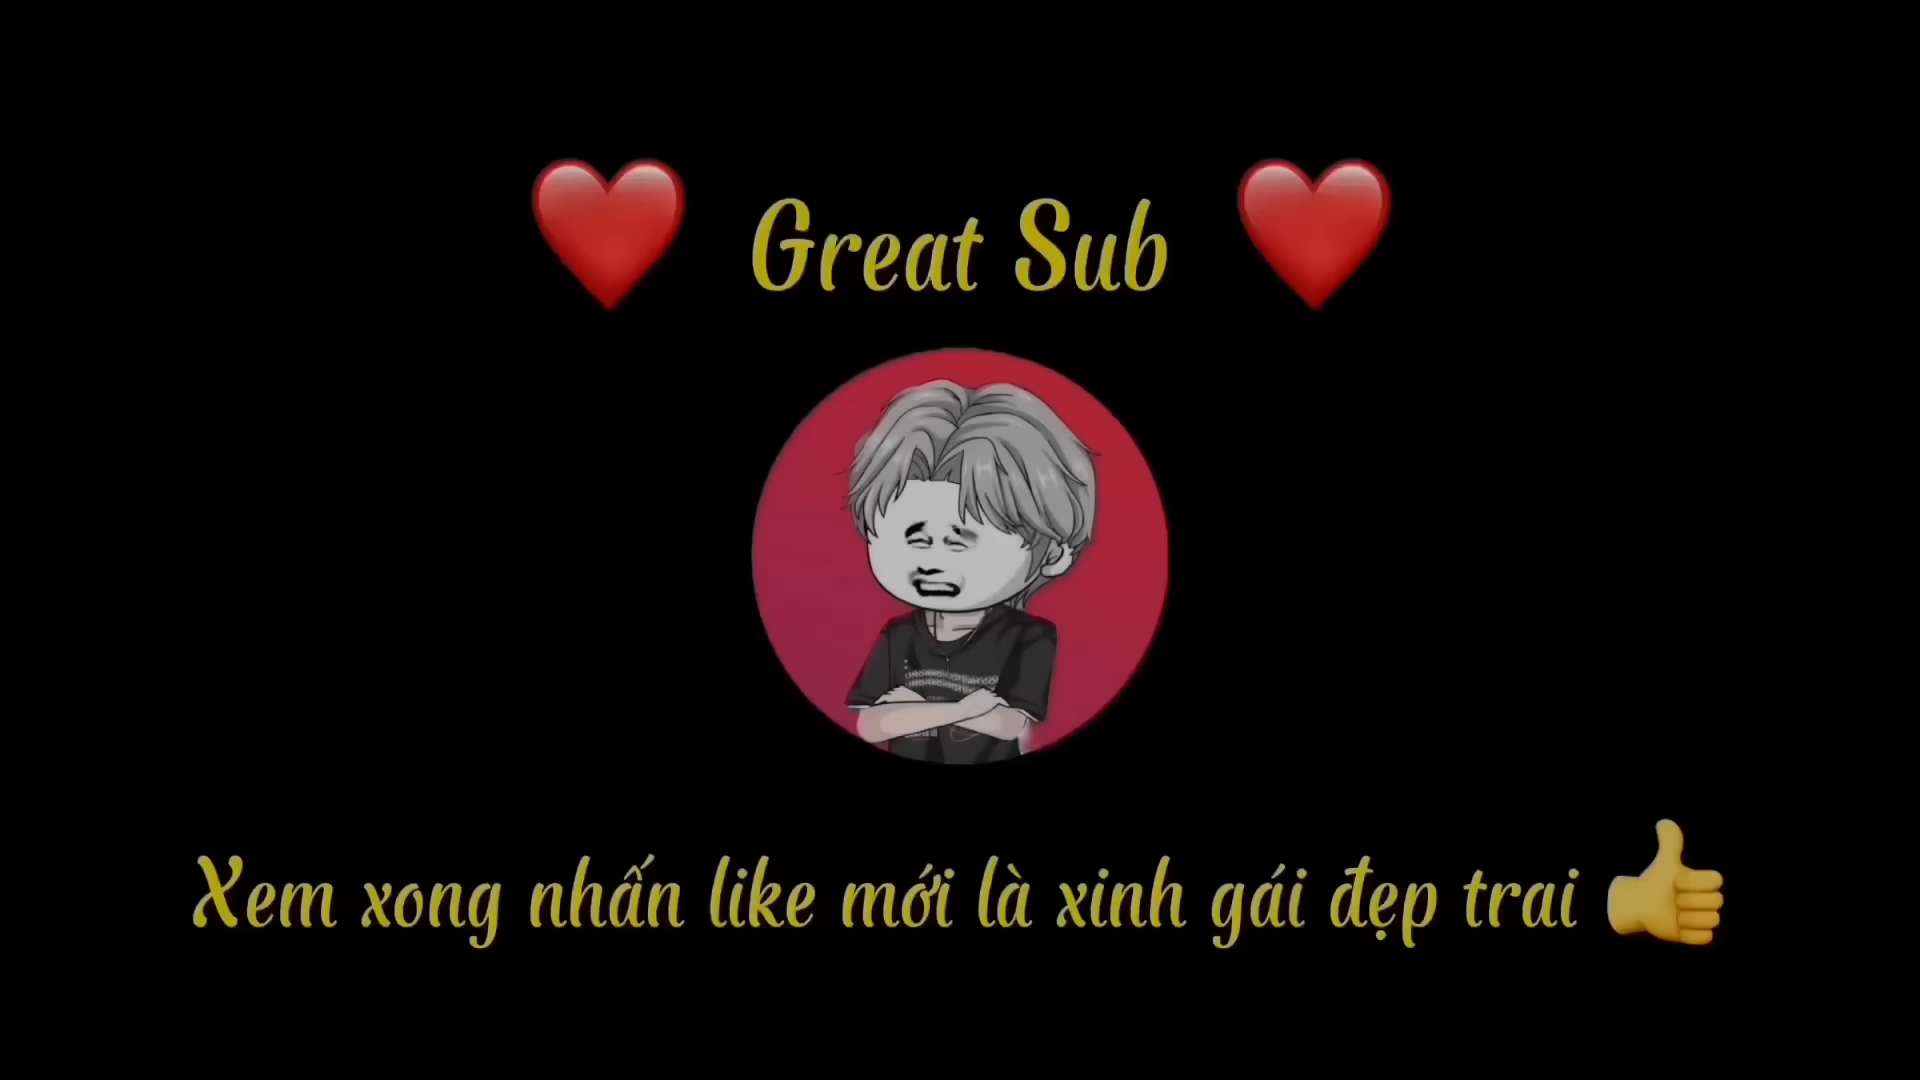 Great Sub
Xem xong nhấn like mới là xinh gái đẹp trai